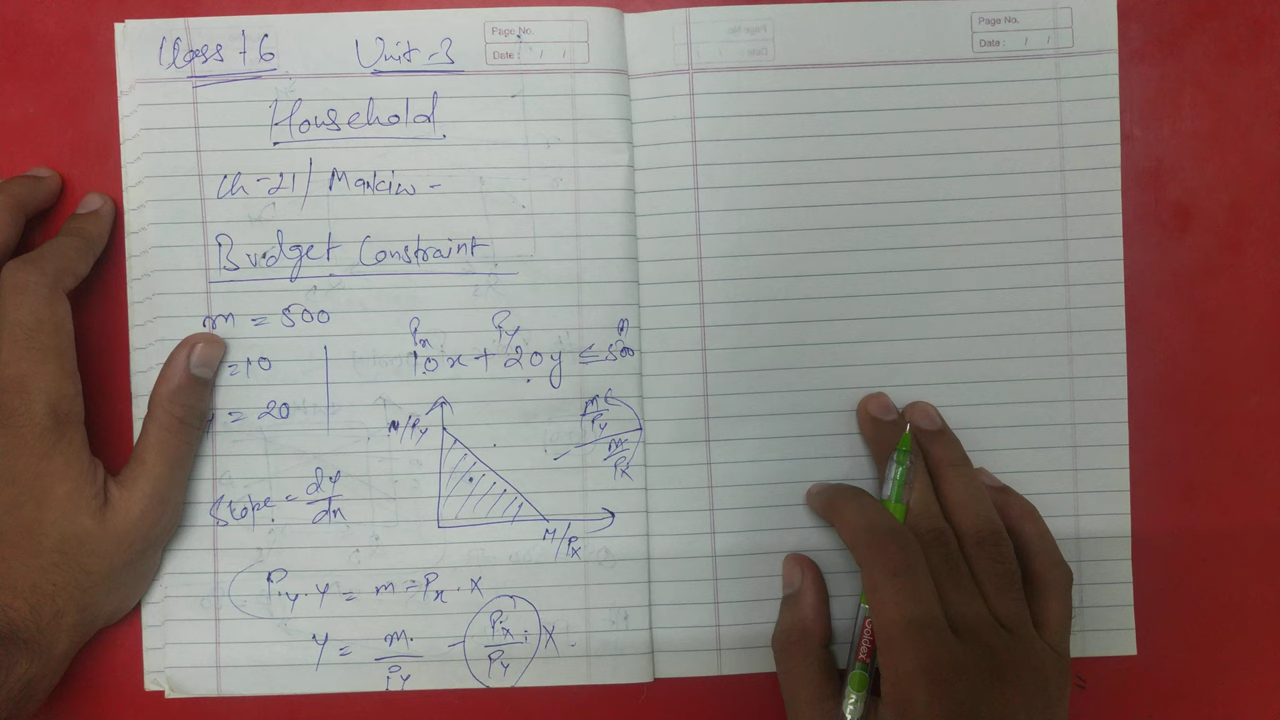 Class 16 Unit-3
Page No.
Date: / /
Household
Ch-21/ Mankiw -
Budget Constraint
m = 500
=10
= 20
Px Py M
10x + 20y ≤ 500
M/Py
M/Px
M/Py
M/Px
Slope = dy/dx
Py.Y = m - Px.X
Y = m/Py - Px/Py . X
Page No.
Date: / /
Goldex